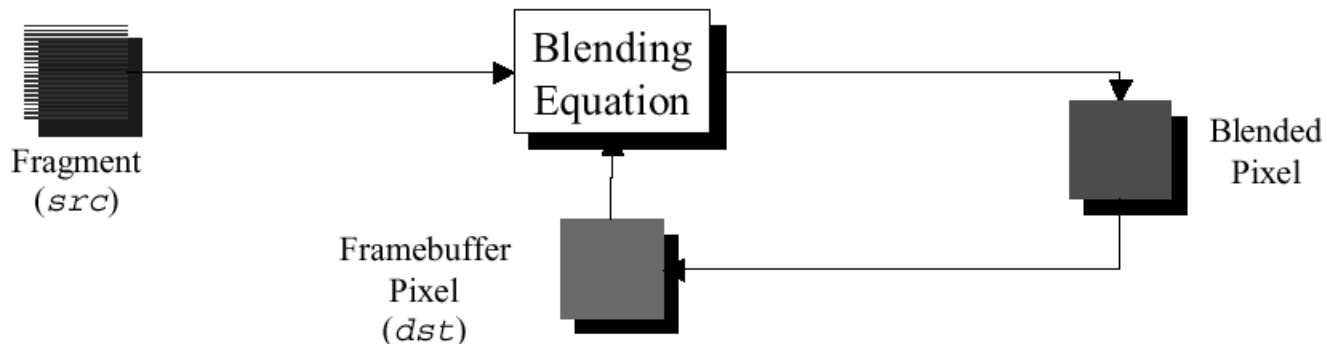 Blending
Equation
Fragment
(src)
Blended
Pixel
Framebuffer
Pixel
(dst)